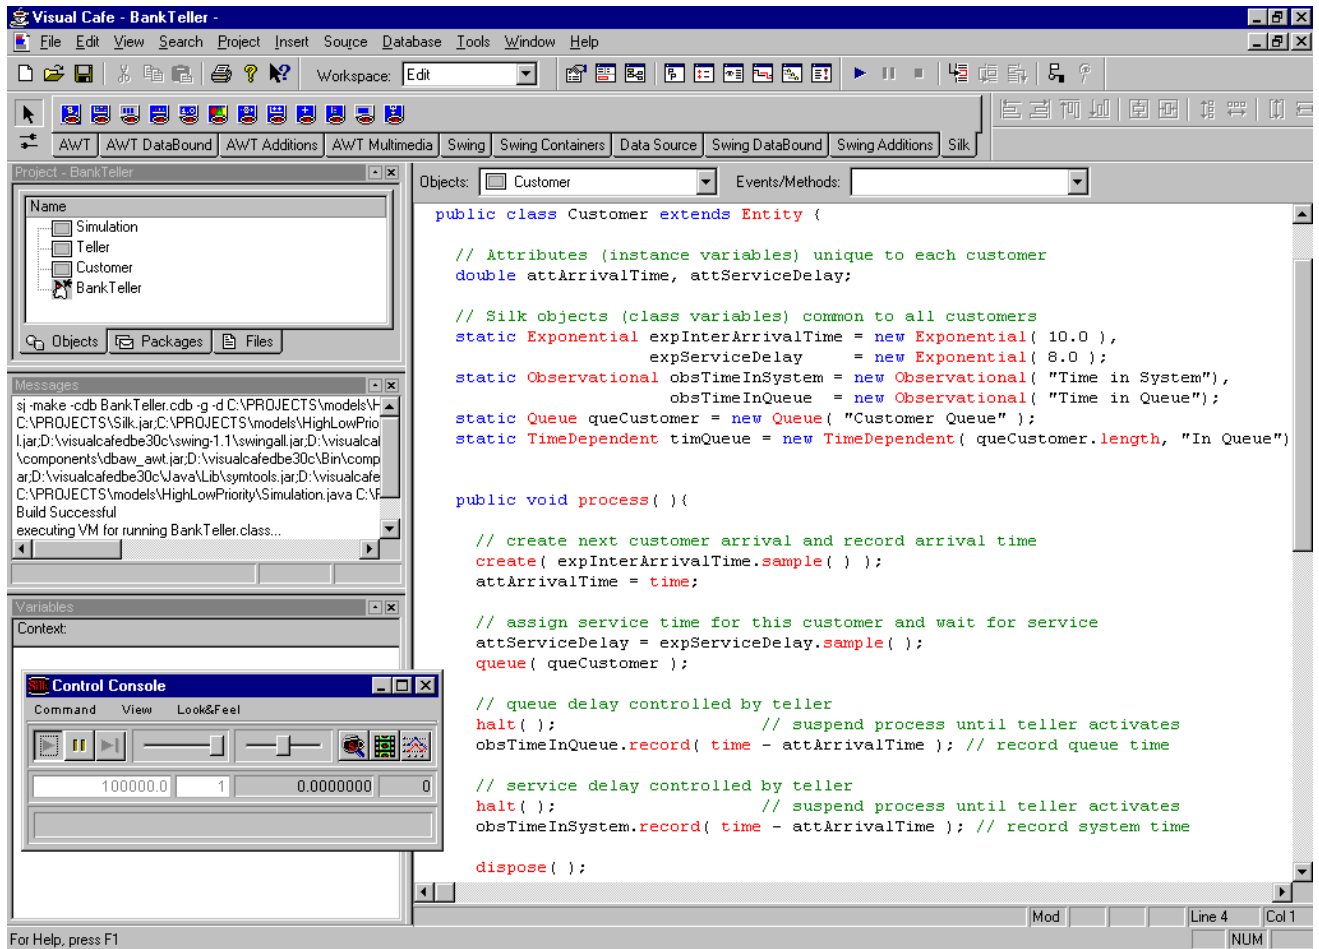 Visual Cafe - BankTeller -
File Edit View Search Project Insert Source Database Tools Window Help
Workspace: Edit
AWT AWT DataBound AWT Additions AWT Multimedia Swing Swing Containers Data Source Swing DataBound Swing Additions Silk
Project - BankTeller
Name
Simulation
Teller
Customer
BankTeller
Objects Packages Files
Messages
sj -make -cdb BankTeller.cdb -g -d C:\PROJECTS\models\H
C:\PROJECTS\Silk.jar;C:\PROJECTS\models\HighLowPrio
l.jar;D:\visualcafedbe30c\swing-1.1\swingall.jar;D:\visualcaf
\components\dbaw_awt.jar;D:\visualcafedbe30c\Bin\comp
ar;D:\visualcafedbe30c\Java\Lib\symtools.jar;D:\visualcafe
C:\PROJECTS\models\HighLowPriority\Simulation.java C:\F
Build Successful
executing VM for running BankTeller.class...
Variables
Context:
Control Console
Command View Look&Feel
100000.0 1 0.0000000 0
Objects: Customer Events/Methods:
public class Customer extends Entity {
// Attributes (instance variables) unique to each customer
double attArrivalTime, attServiceDelay;
// Silk objects (class variables) common to all customers
static Exponential expInterArrivalTime = new Exponential( 10.0 ),
expServiceDelay = new Exponential( 8.0 );
static Observational obsTimeInSystem = new Observational( "Time in System"),
obsTimeInQueue = new Observational( "Time in Queue");
static Queue queCustomer = new Queue( "Customer Queue" );
static TimeDependent timQueue = new TimeDependent( queCustomer.length, "In Queue")
public void process( ){
// create next customer arrival and record arrival time
create( expInterArrivalTime.sample( ) );
attArrivalTime = time;
// assign service time for this customer and wait for service
attServiceDelay = expServiceDelay.sample( );
queue( queCustomer );
// queue delay controlled by teller
halt( ); // suspend process until teller activates
obsTimeInQueue.record( time - attArrivalTime ); // record queue time
// service delay controlled by teller
halt( ); // suspend process until teller activates
obsTimeInSystem.record( time - attArrivalTime ); // record system time
dispose( );
Mod Line 4 Col 1
For Help, press F1 NUM